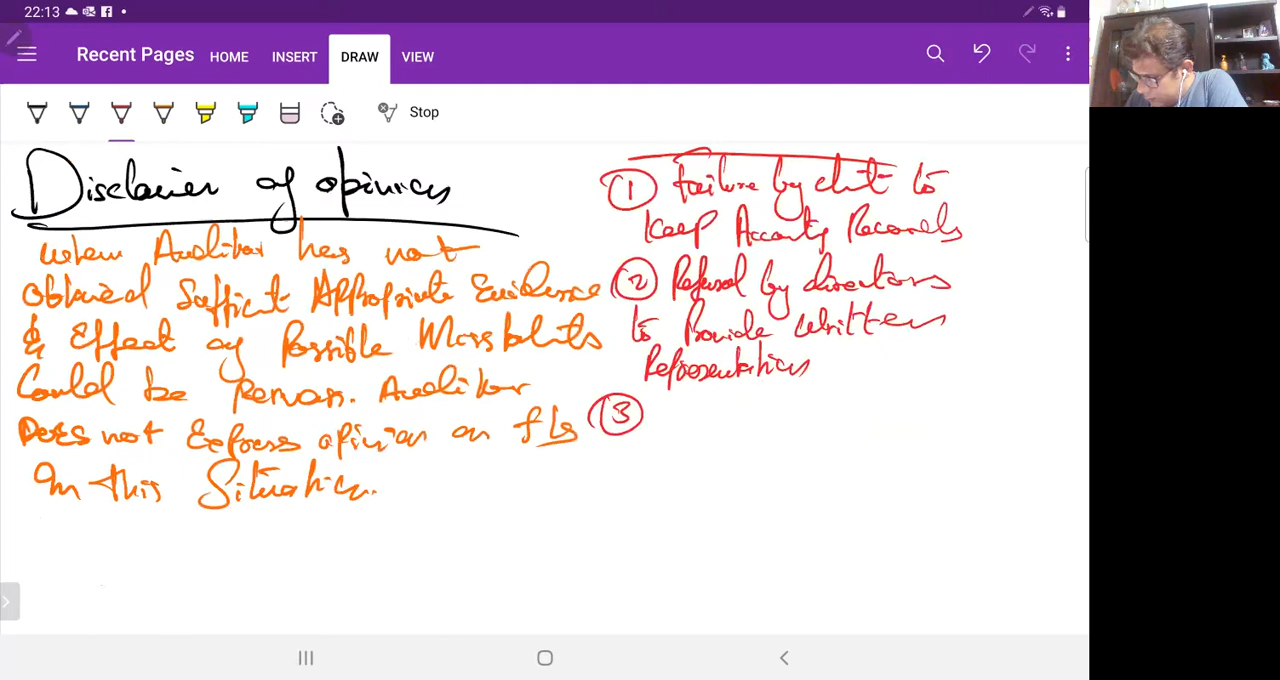 22:13
Recent Pages HOME INSERT DRAW VIEW
Stop
Disclaimer of opinion
when Auditor has not
Obtained Sufficient Appropriate Evidence
& Effect of Possible Misstatements
Could be Pervasive. Auditor
Does not Express opinion on f/s
In this Situation.
① Failure by client to
Keep Accounting Records
② Refusal by directors
to Provide written
Representations
③